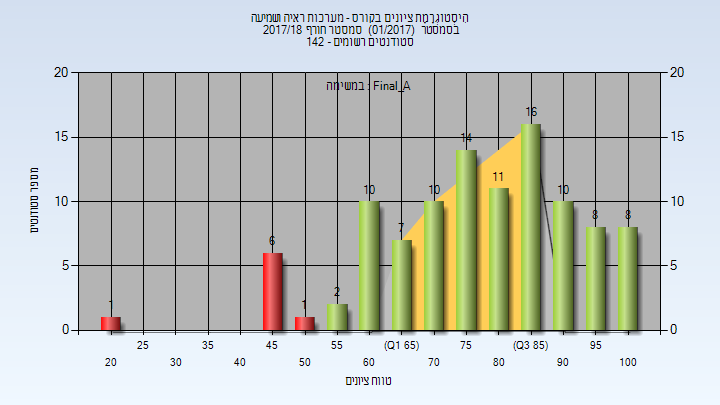 היסטוגרמת ציונים בקורס - מערכות ראיה ושמיעה
בסמסטר (01/2017) סמסטר חורף 2017/18
סטודנטים רשומים - 142
במשימה : Final_A
מספר סטודנטים
20 20
15 15
10 10
5 5
0 0
1 6 1 2 10 7 10 14 11 16 10 8 8
25 35 45 55 (Q1 65) 75 (Q3 85) 95
20 30 40 50 60 70 80 90 100
טווח ציונים